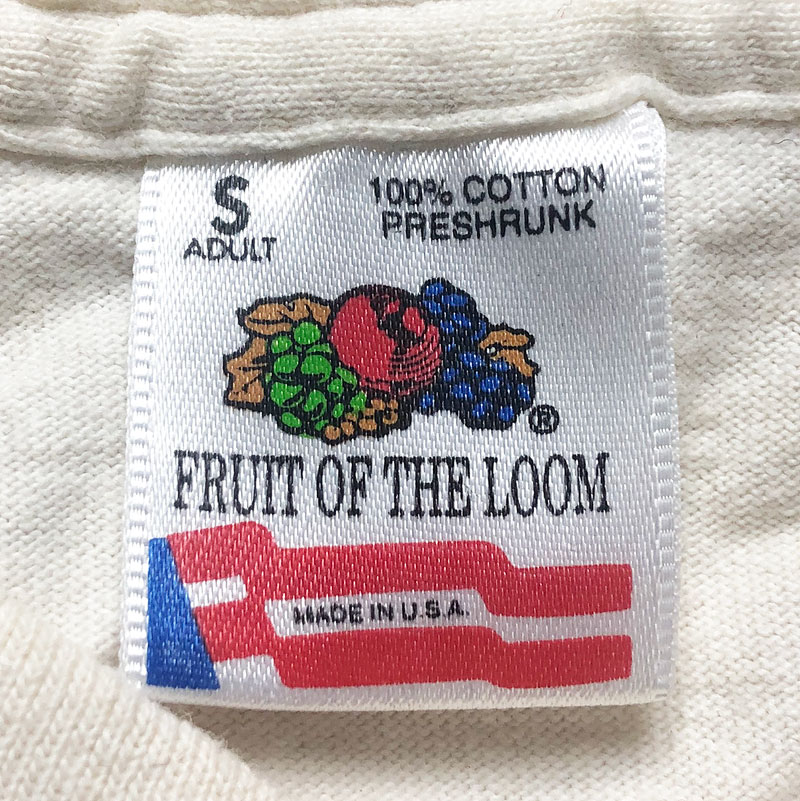 S
ADULT
100% COTTON
PRESHRUNK
®
FRUIT OF THE LOOM
MADE IN U.S.A.